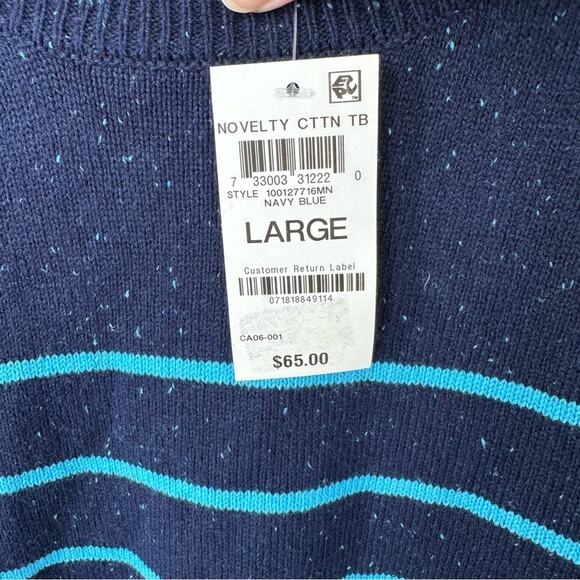 EPC™
NOVELTY CTTN TB
7 33003 31222 0
STYLE 100127716MN
NAVY BLUE
LARGE
Customer Return Label
071818849114
CA06-001
$65.00